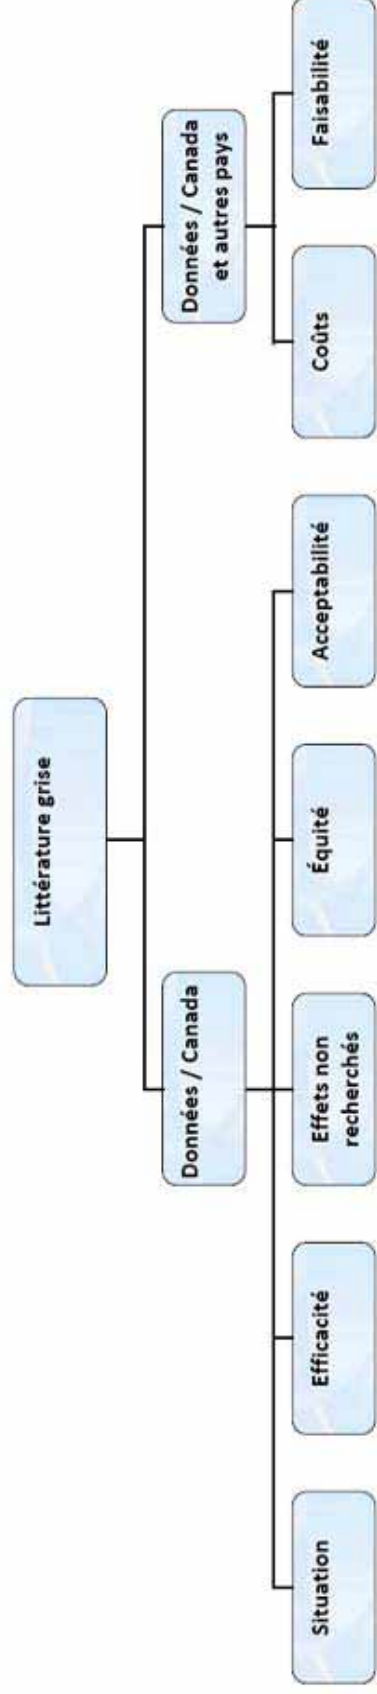 Littérature grise
Données / Canada
Données / Canada
et autres pays
Situation
Efficacité
Effets non
recherchés
Équité
Acceptabilité
Coûts
Faisabilité